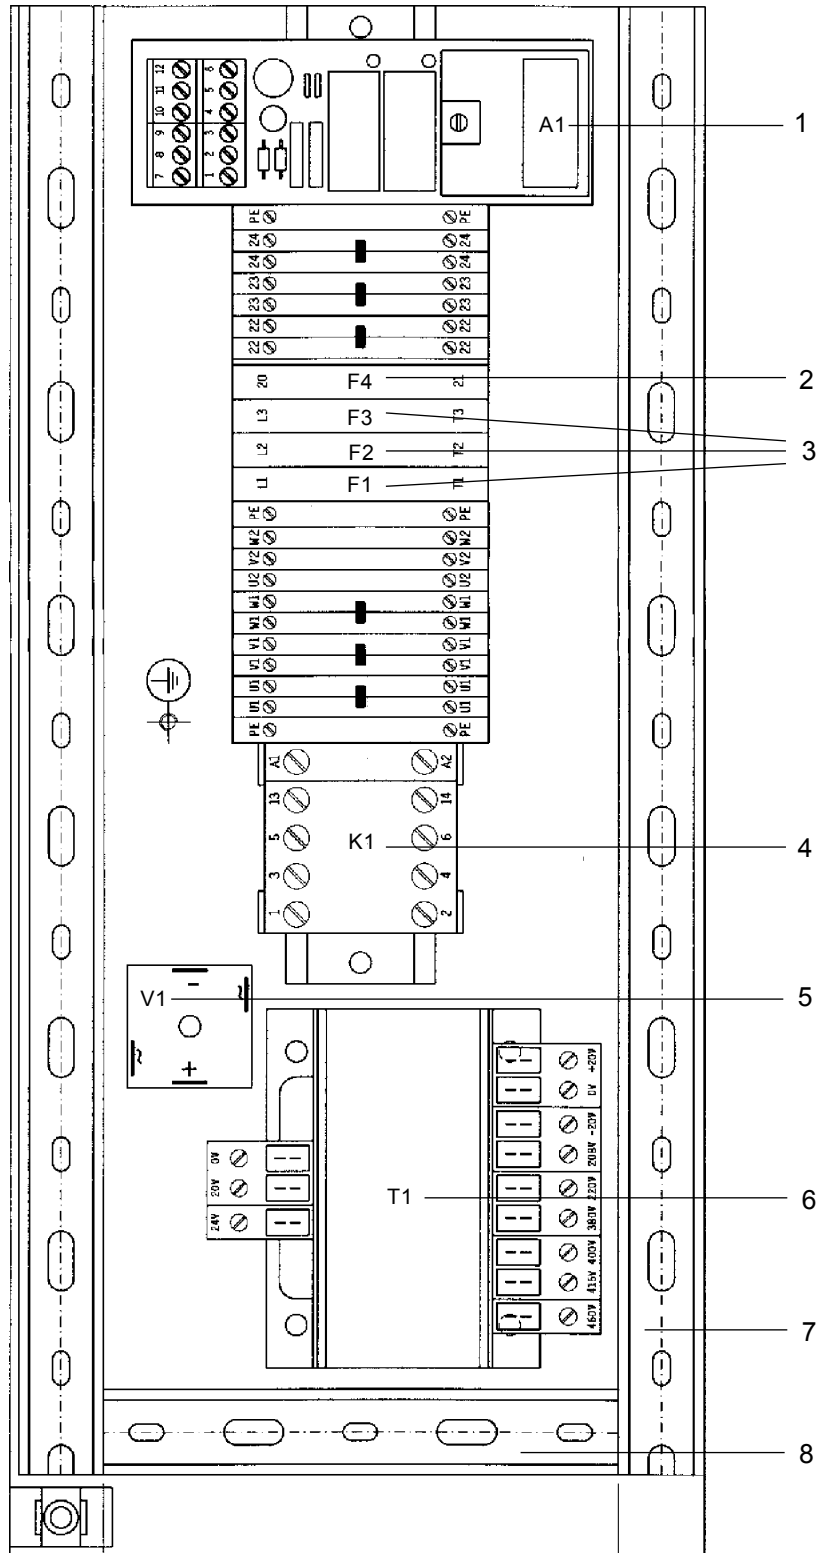 12 6
11 5
10 4
9 3
8 2
7 1
A1
1
PE PE
24 24
24 24
23 23
23 23
22 22
22 22
20 F4 21
2
L3 F3 T3
L2 F2 T2
3
L1 F1 T1
PE PE
W2 W2
V2 V2
U2 U2
W1 W1
W1 W1
V1 V1
V1 V1
U1 U1
U1 U1
PE PE
A1 A2
13 14
5 K1 6
4
3 4
1 2
-
V1 ~
5
~
+
+20V
0V
-20V
0V 208V
20V T1 220V
6
24V 380V
400V
415V
460V
7
8